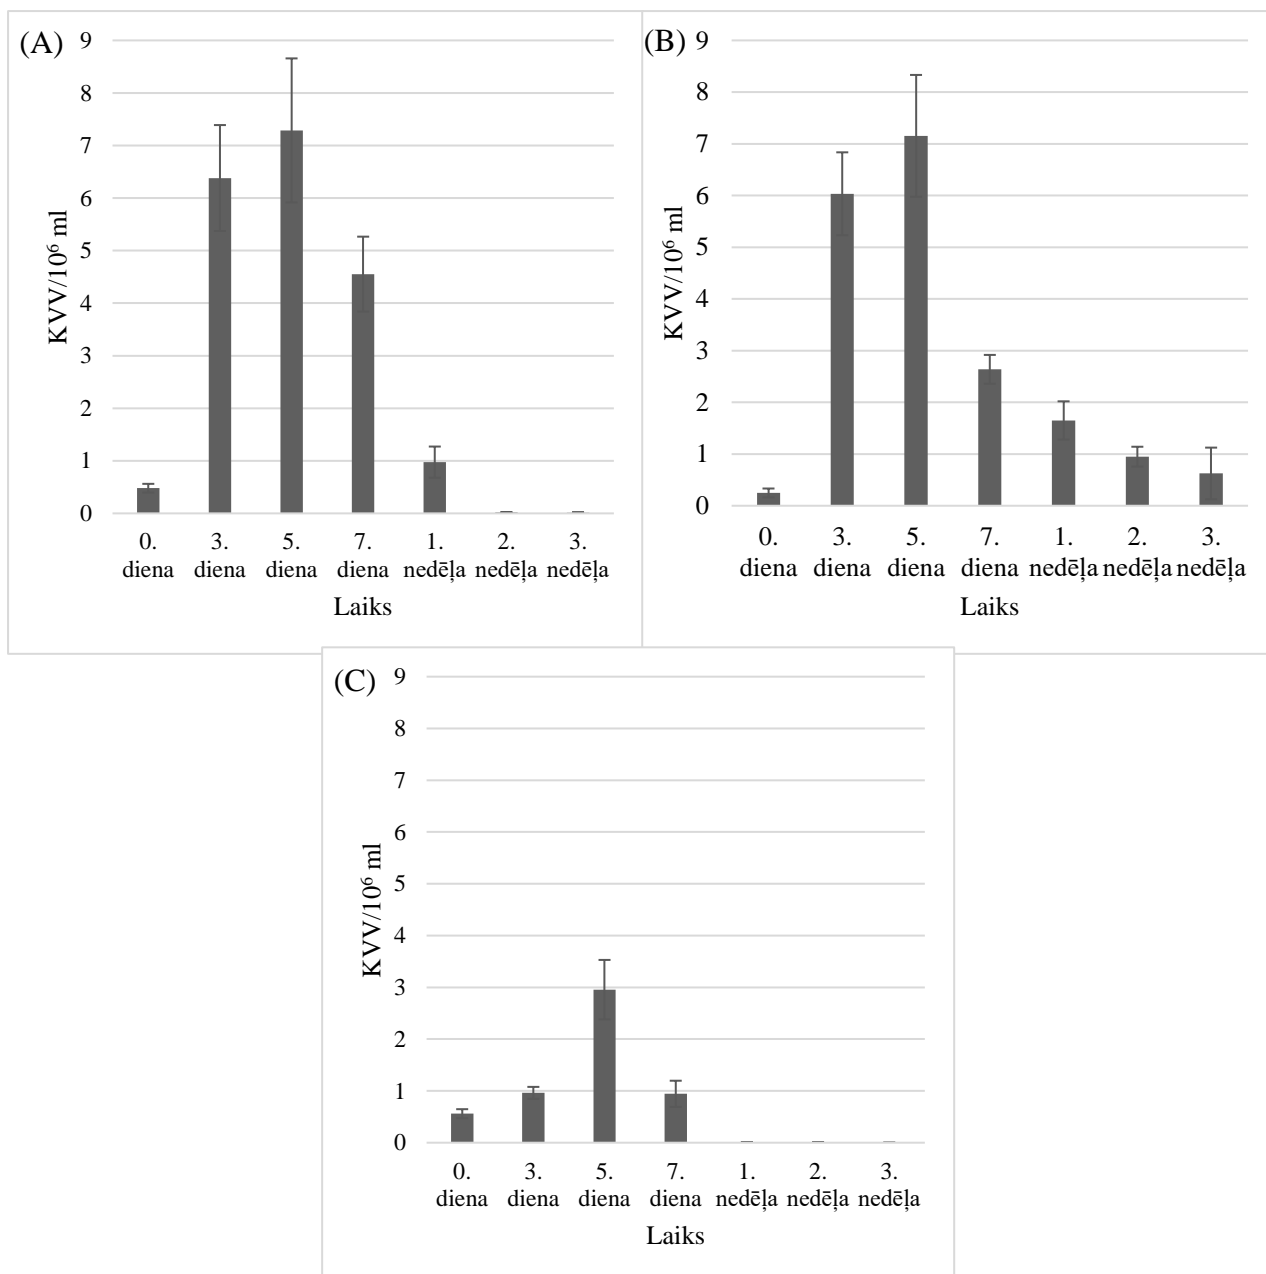 (A)
9
8
7
6
5
4
3
2
1
0
KVV/10⁶ ml
0. 3. 5. 7. 1. 2. 3.
diena diena diena diena nedēļa nedēļa nedēļa
Laiks
(B)
9
8
7
6
5
4
3
2
1
0
KVV/10⁶ ml
0. 3. 5. 7. 1. 2. 3.
diena diena diena diena nedēļa nedēļa nedēļa
Laiks
(C)
9
8
7
6
5
4
3
2
1
0
KVV/10⁶ ml
0. 3. 5. 7. 1. 2. 3.
diena diena diena diena nedēļa nedēļa nedēļa
Laiks